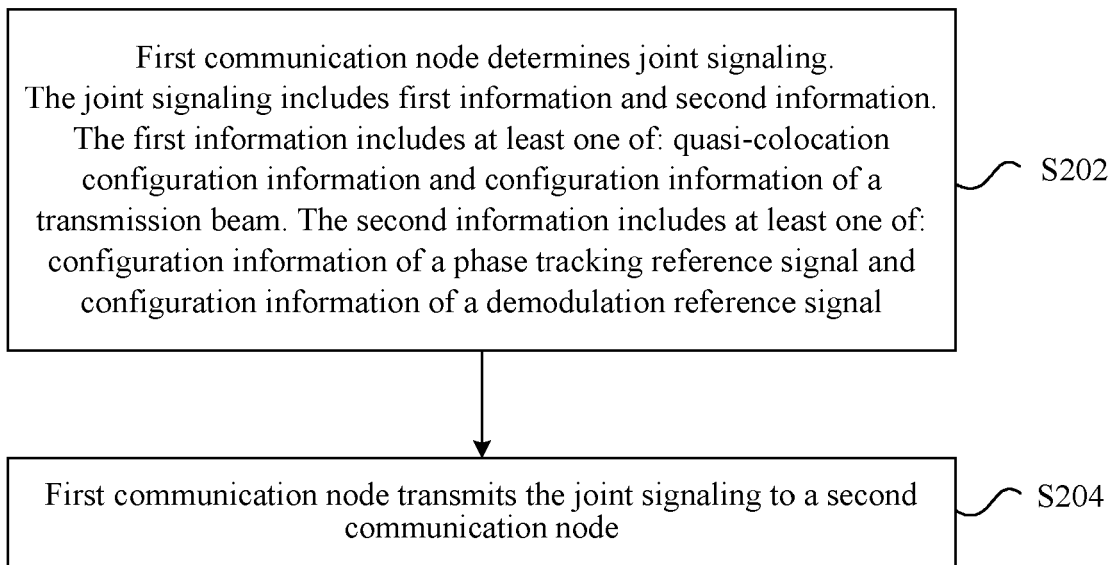 First communication node determines joint signaling.
The joint signaling includes first information and second information.
The first information includes at least one of: quasi-colocation
configuration information and configuration information of a
transmission beam. The second information includes at least one of:
configuration information of a phase tracking reference signal and
configuration information of a demodulation reference signal
S202
First communication node transmits the joint signaling to a second
communication node
S204